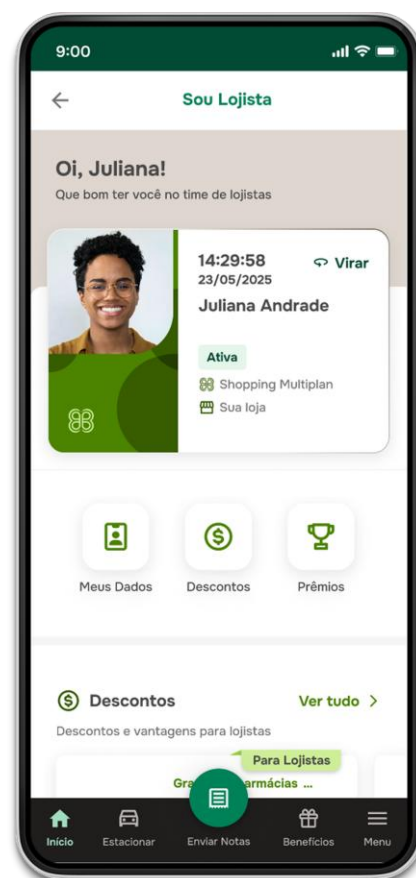 9:00
Sou Lojista
Oi, Juliana!
Que bom ter você no time de lojistas
14:29:58
Virar
23/05/2025
Juliana Andrade
Ativa
Shopping Multiplan
Sua loja
Meus Dados Descontos Prêmios
Descontos Ver tudo >
Descontos e vantagens para lojistas
Para Lojistas
...
Início Estacionar Enviar Notas Benefícios Menu